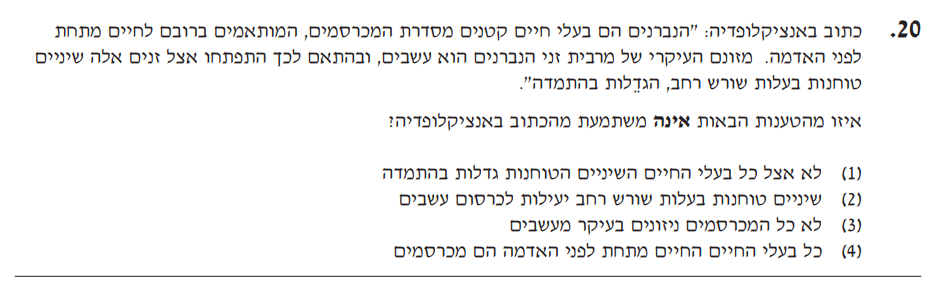 20. כתוב באנציקלופדיה: "הנברנים הם בעלי חיים קטנים מסדרת המכרסמים, המותאמים ברובם לחיים מתחת
לפני האדמה. מזונם העיקרי של מרבית זני הנברנים הוא עשבים, ובהתאם לכך התפתחו אצל זנים אלה שיניים
טוחנות בעלות שורש רחב, הגדֵלות בהתמדה".
איזו מהטענות הבאות אינה משתמעת מהכתוב באנציקלופדיה?
(1) לא אצל כל בעלי החיים השיניים הטוחנות גדלות בהתמדה
(2) שיניים טוחנות בעלות שורש רחב יעילות לכרסום עשבים
(3) לא כל המכרסמים ניזונים בעיקר מעשבים
(4) כל בעלי החיים החיים מתחת לפני האדמה הם מכרסמים